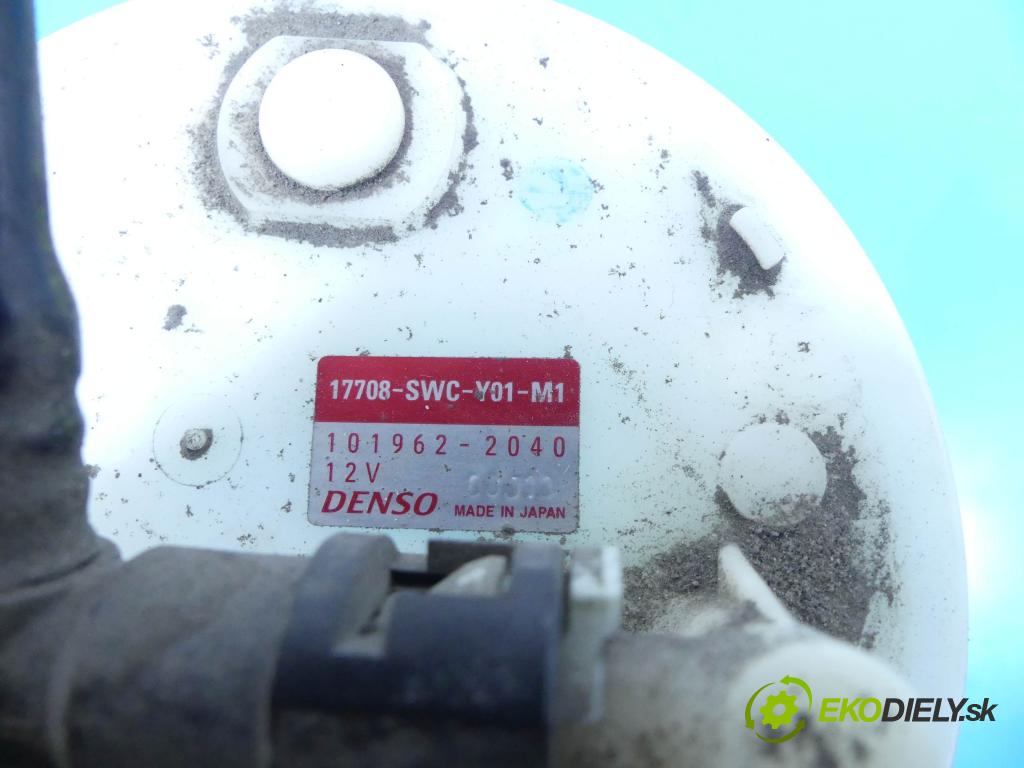 17708-SWC-Y01-M1
101962-2040
12V
DENSO MADE IN JAPAN
EKODIELY.sk